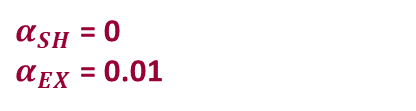 α_SH = 0
α_EX = 0.01